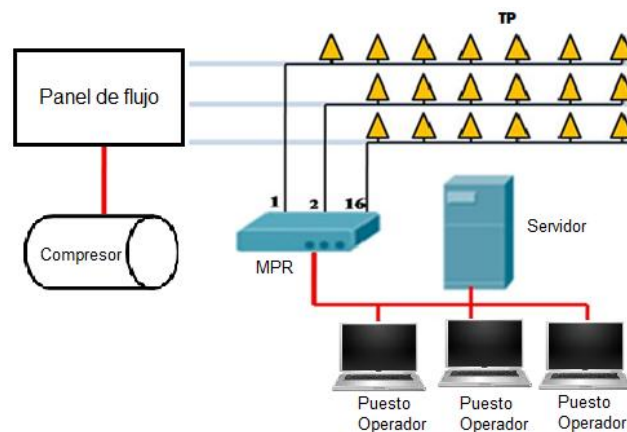 TP
Panel de flujo
1
2
16
Compresor
MPR
Servidor
Puesto
Operador
Puesto
Operador
Puesto
Operador